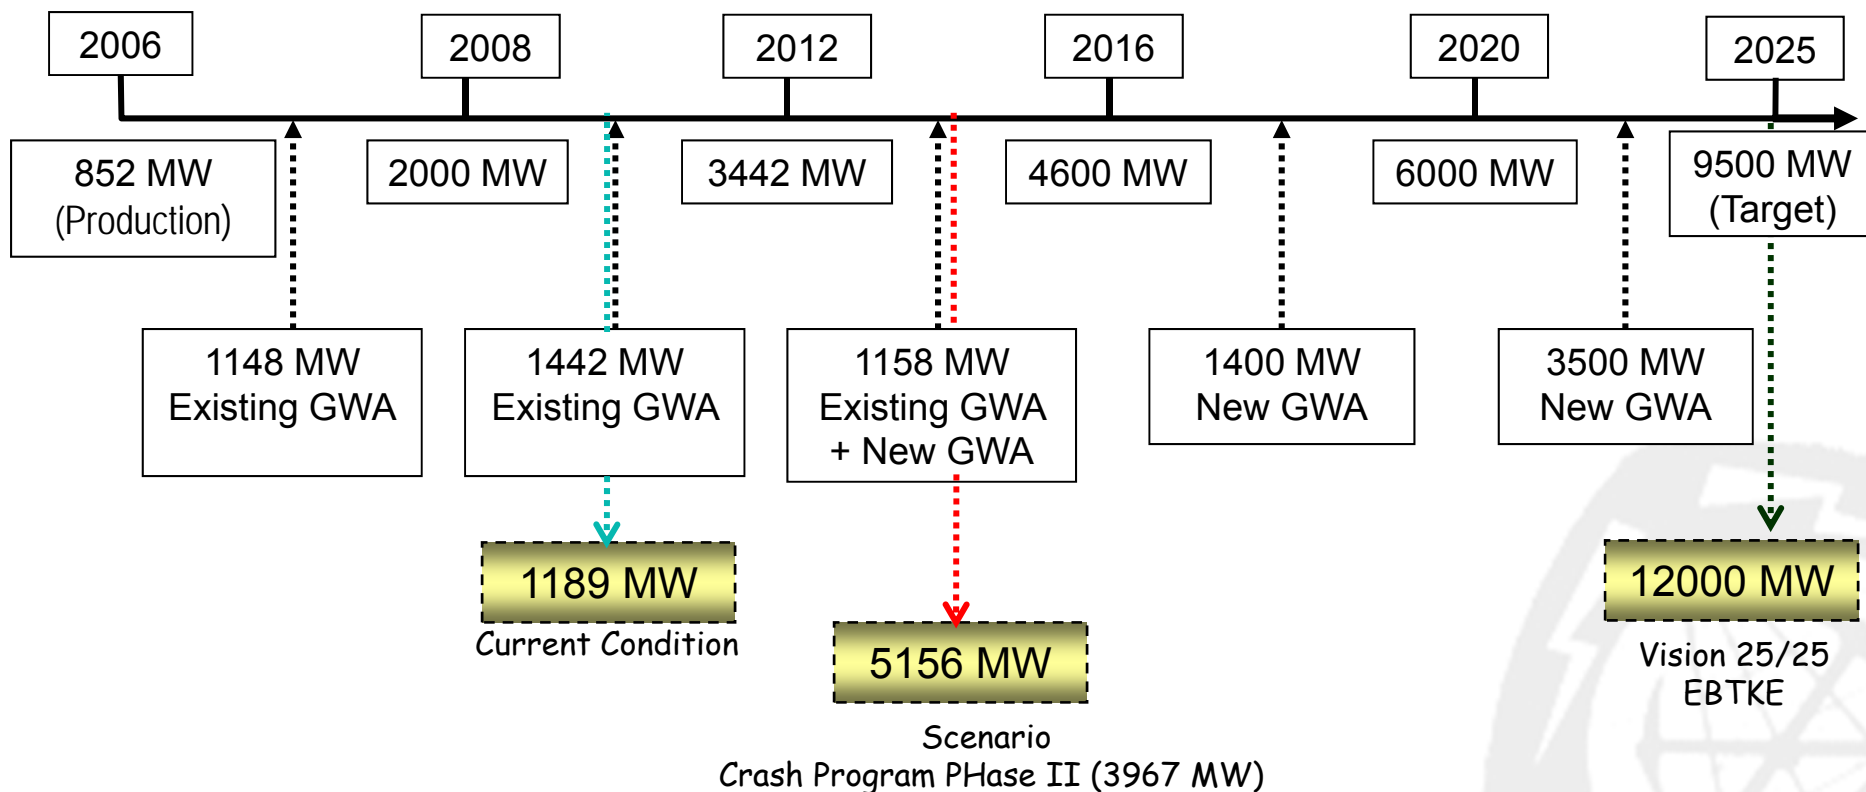 2006
2008
2012
2016
2020
2025
852 MW
(Production)
2000 MW
3442 MW
4600 MW
6000 MW
9500 MW
(Target)
1148 MW
Existing GWA
1442 MW
Existing GWA
1158 MW
Existing GWA
+ New GWA
1400 MW
New GWA
3500 MW
New GWA
1189 MW
Current Condition
5156 MW
Scenario
Crash Program PHase II (3967 MW)
12000 MW
Vision 25/25
EBTKE